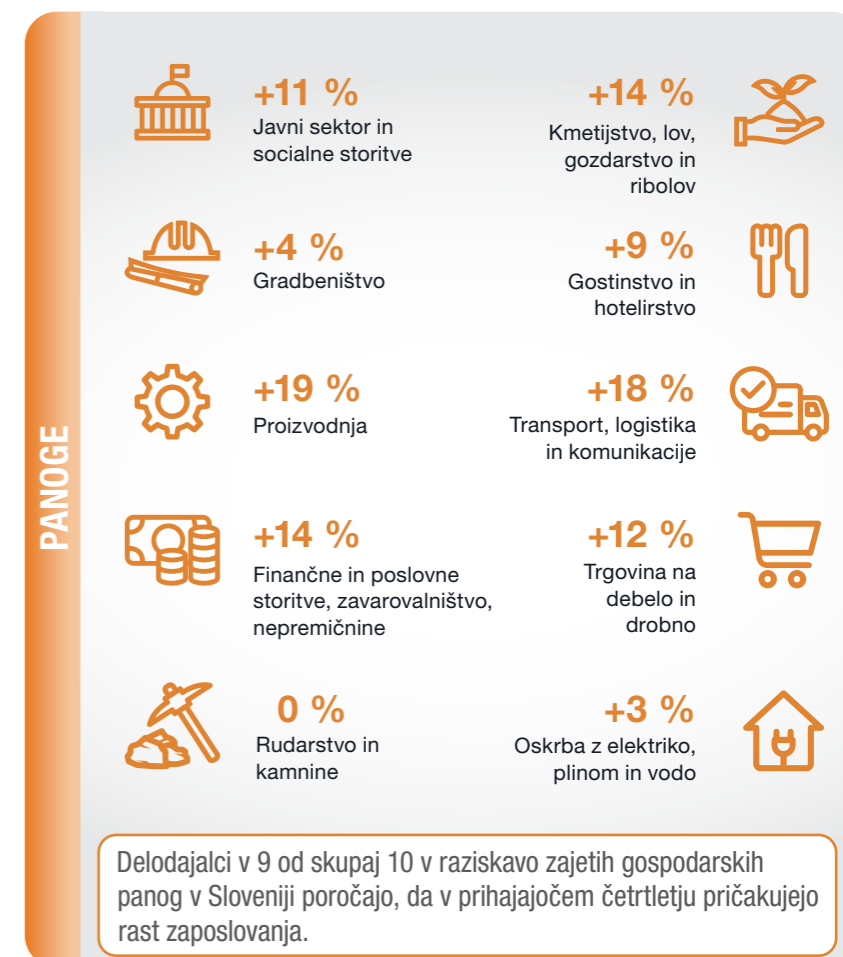 PANOGE
+11 %
Javni sektor in
socialne storitve
+14 %
Kmetijstvo, lov,
gozdarstvo in
ribolov
+4 %
Gradbeništvo
+9 %
Gostinstvo in
hotelirstvo
+19 %
Proizvodnja
+18 %
Transport, logistika
in komunikacije
+14 %
Finančne in poslovne
storitve, zavarovalništvo,
nepremičnine
+12 %
Trgovina na
debelo in
drobno
0 %
Rudarstvo in
kamnine
+3 %
Oskrba z elektriko,
plinom in vodo
Delodajalci v 9 od skupaj 10 v raziskavo zajetih gospodarskih
panog v Sloveniji poročajo, da v prihajajočem četrtletju pričakujejo
rast zaposlovanja.